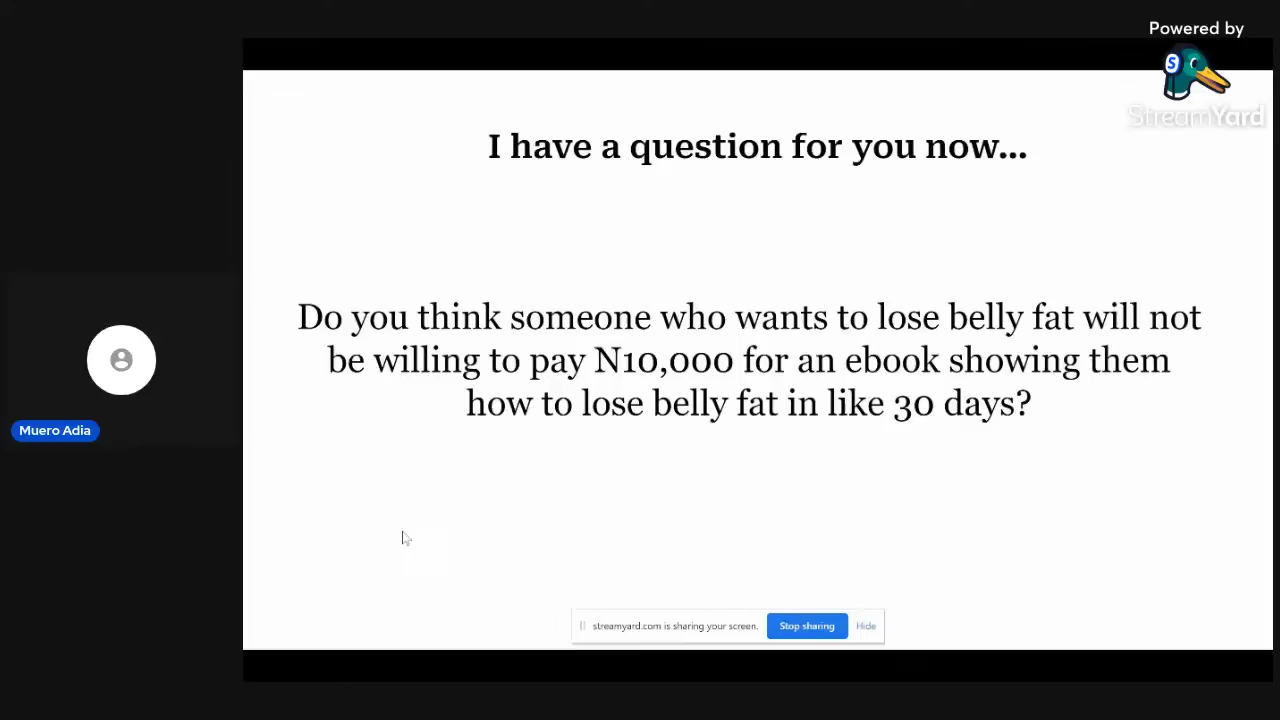 Powered by
StreamYard
I have a question for you now...
Do you think someone who wants to lose belly fat will not
be willing to pay N10,000 for an ebook showing them
how to lose belly fat in like 30 days?
Muero Adia
streamyard.com is sharing your screen.
Stop sharing
Hide